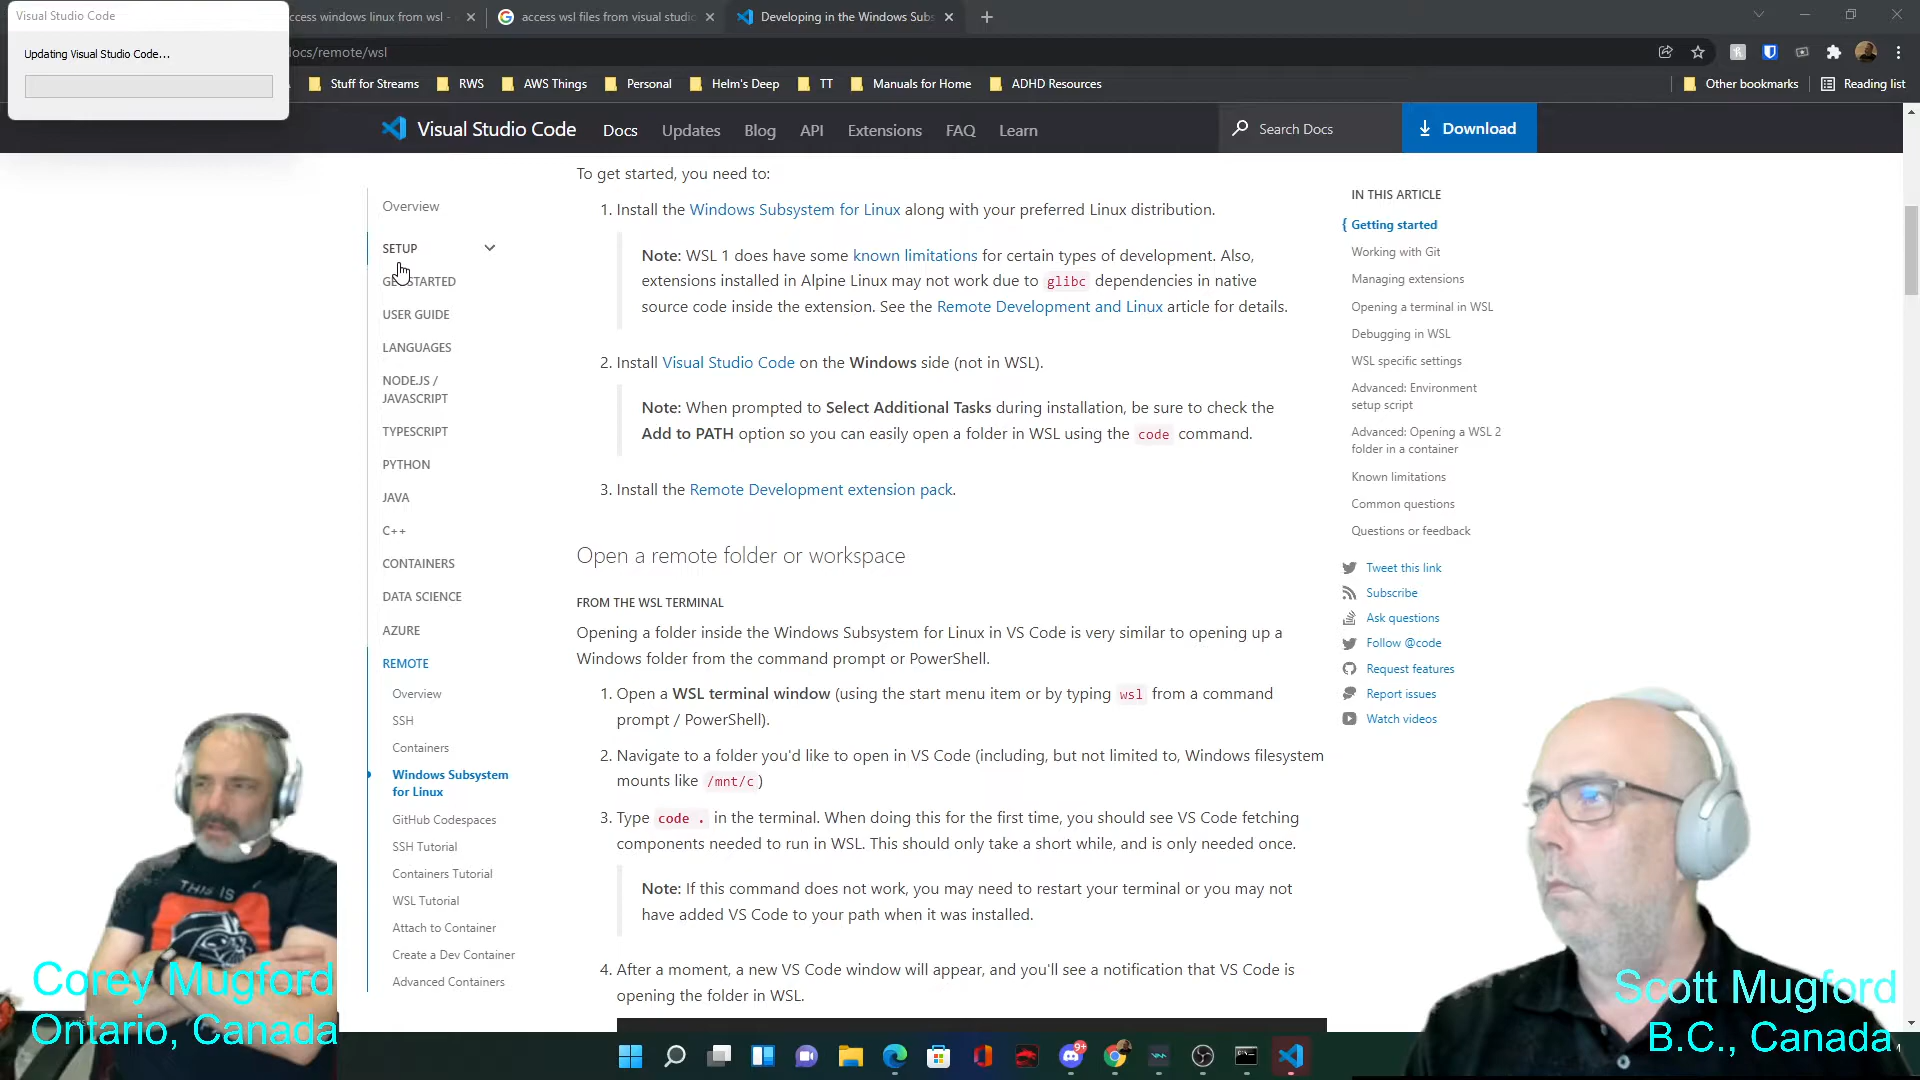 Visual Studio Code
Updating Visual Studio Code...
ccess windows linux from wsl -
access wsl files from visual studi
Developing in the Windows Subs
ocs/remote/wsl
Stuff for Streams
RWS
AWS Things
Personal
Helm's Deep
TT
Manuals for Home
ADHD Resources
Other bookmarks
Reading list
Visual Studio Code
Docs
Updates
Blog
API
Extensions
FAQ
Learn
Search Docs
Download
Overview
SETUP
GET STARTED
USER GUIDE
LANGUAGES
NODE.JS /
JAVASCRIPT
TYPESCRIPT
PYTHON
JAVA
C++
CONTAINERS
DATA SCIENCE
AZURE
REMOTE
Overview
SSH
Containers
Windows Subsystem
for Linux
GitHub Codespaces
SSH Tutorial
Containers Tutorial
WSL Tutorial
Attach to Container
Create a Dev Container
Advanced Containers
To get started, you need to:
1. Install the Windows Subsystem for Linux along with your preferred Linux distribution.
Note: WSL 1 does have some known limitations for certain types of development. Also,
extensions installed in Alpine Linux may not work due to glibc dependencies in native
source code inside the extension. See the Remote Development and Linux article for details.
2. Install Visual Studio Code on the Windows side (not in WSL).
Note: When prompted to Select Additional Tasks during installation, be sure to check the
Add to PATH option so you can easily open a folder in WSL using the code command.
3. Install the Remote Development extension pack.
Open a remote folder or workspace
FROM THE WSL TERMINAL
Opening a folder inside the Windows Subsystem for Linux in VS Code is very similar to opening up a
Windows folder from the command prompt or PowerShell.
1. Open a WSL terminal window (using the start menu item or by typing wsl from a command
prompt / PowerShell).
2. Navigate to a folder you'd like to open in VS Code (including, but not limited to, Windows filesystem
mounts like /mnt/c )
3. Type code . in the terminal. When doing this for the first time, you should see VS Code fetching
components needed to run in WSL. This should only take a short while, and is only needed once.
Note: If this command does not work, you may need to restart your terminal or you may not
have added VS Code to your path when it was installed.
4. After a moment, a new VS Code window will appear, and you'll see a notification that VS Code is
opening the folder in WSL.
IN THIS ARTICLE
{ Getting started
Working with Git
Managing extensions
Opening a terminal in WSL
Debugging in WSL
WSL specific settings
Advanced: Environment
setup script
Advanced: Opening a WSL 2
folder in a container
Known limitations
Common questions
Questions or feedback
Tweet this link
Subscribe
Ask questions
Follow @code
Request features
Report issues
Watch videos
THIS IS
Corey Mugford
Ontario, Canada
Scott Mugford
B.C., Canada
9+